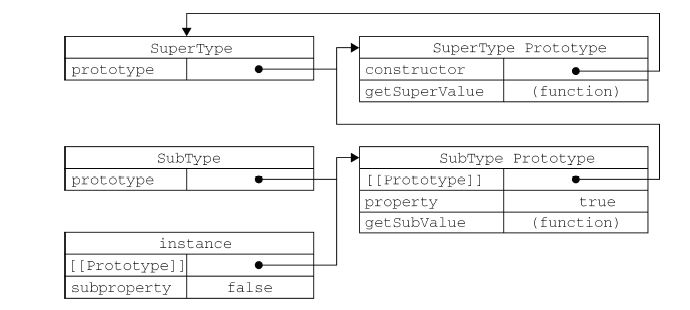 SuperType
prototype
SuperType Prototype
constructor
getSuperValue (function)
SubType
prototype
SubType Prototype
[[Prototype]]
property true
getSubValue (function)
instance
[[Prototype]]
subproperty false